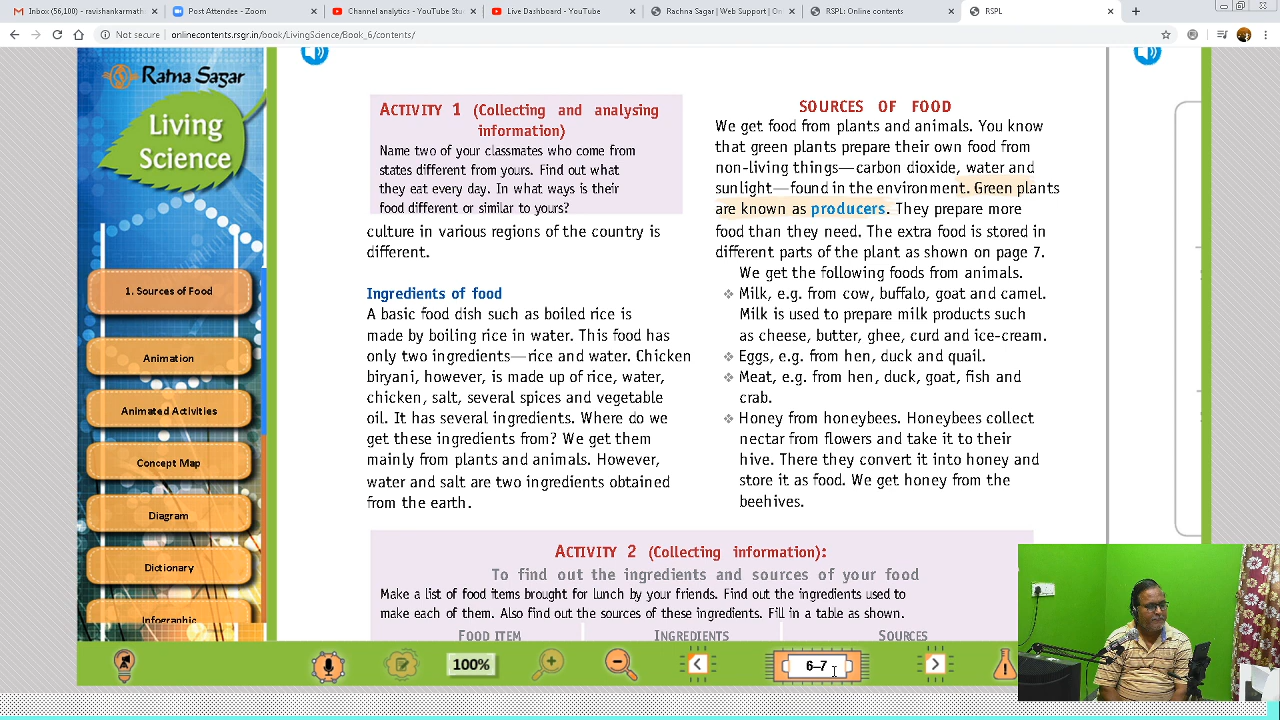 Inbox (56,100) - ravishankarmath
Post Attendee - Zoom
Channel analytics - YouTube Stu
Live Dashboard - YouTube
Rachna Sagar | Web Support | On
RSPL: Online Contents
RSPL
Not secure | onlinecontents.rsgr.in/book/LivingScience/Book_6/contents/
Ratna Sagar
Living
Science
1. Sources of Food
Animation
Animated Activities
Concept Map
Diagram
Dictionary
Infographic
ACTIVITY 1 (Collecting and analysing
information)
Name two of your classmates who come from
states different from yours. Find out what
they eat every day. In what ways is their
food different or similar to yours?
culture in various regions of the country is
different.
Ingredients of food
A basic food dish such as boiled rice is
made by boiling rice in water. This food has
only two ingredients—rice and water. Chicken
biryani, however, is made up of rice, water,
chicken, salt, several spices and vegetable
oil. It has several ingredients. Where do we
get these ingredients from? We get them
mainly from plants and animals. However,
water and salt are two ingredients obtained
from the earth.
SOURCES OF FOOD
We get food from plants and animals. You know
that green plants prepare their own food from
non-living things—carbon dioxide, water and
sunlight—found in the environment. Green plants
are known as producers. They prepare more
food than they need. The extra food is stored in
different parts of the plant as shown on page 7.
We get the following foods from animals.
❖ Milk, e.g. from cow, buffalo, goat and camel.
Milk is used to prepare milk products such
as cheese, butter, ghee, curd and ice-cream.
❖ Eggs, e.g. from hen, duck and quail.
❖ Meat, e.g. from hen, duck, goat, fish and
crab.
❖ Honey from honeybees. Honeybees collect
nectar from flowers and take it to their
hive. There they convert it into honey and
store it as food. We get honey from the
beehives.
ACTIVITY 2 (Collecting information):
To find out the ingredients and sources of your food
Make a list of food items brought for lunch by your friends. Find out the ingredients used to
make each of them. Also find out the sources of these ingredients. Fill in a table as shown.
FOOD ITEM INGREDIENTS SOURCES
100%
6–7